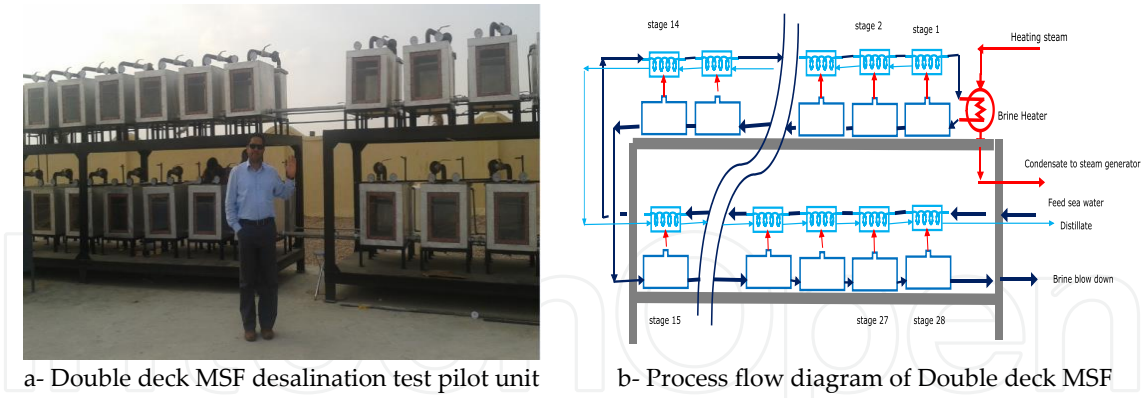 stage 14
stage 2
stage 1
Heating steam
Brine Heater
Condensate to steam generator
Feed sea water
Distillate
Brine blow down
stage 15
stage 27
stage 28
a- Double deck MSF desalination test pilot unit
b- Process flow diagram of Double deck MSF
IntechOpen